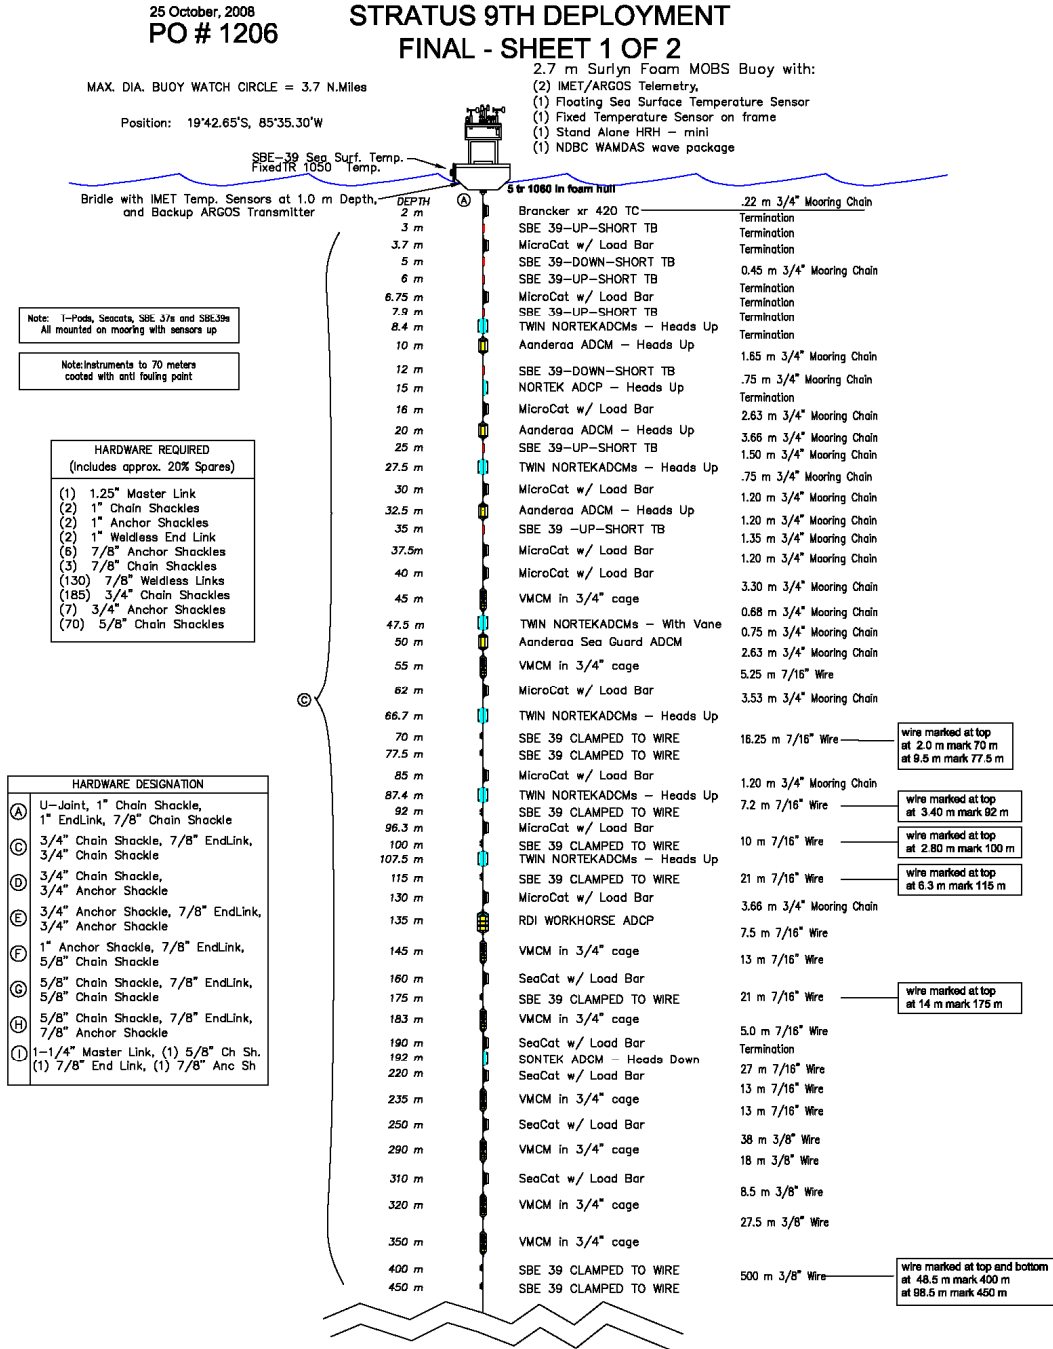 25 October, 2008
PO # 1206
STRATUS 9TH DEPLOYMENT
FINAL - SHEET 1 OF 2
2.7 m Surlyn Foam MOBS Buoy with:
(2) IMET/ARGOS Telemetry,
(1) Floating Sea Surface Temperature Sensor
(1) Fixed Temperature Sensor on frame
(1) Stand Alane HRH – mini
(1) NDBC WAMDAS wave package
MAX. DIA. BUOY WATCH CIRCLE = 3.7 N.Miles
Position: 19°42.65'S, 85°35.30'W
SBE-39 Sea Surf. Temp.
FixedTR 1050 Temp.
Bridle with IMET Temp. Sensors at 1.0 m Depth,
and Backup ARGOS Transmitter
5 tr 1060 in foam hull
A
DEPTH
.22 m 3/4" Mooring Chain
2 m Brancker xr 420 TC
Termination
3 m SBE 39-UP-SHORT TB
Termination
3.7 m MicroCat w/ Load Bar
Termination
5 m SBE 39-DOWN-SHORT TB
0.45 m 3/4" Mooring Chain
6 m SBE 39-UP-SHORT TB
Termination
6.75 m MicroCat w/ Load Bar
Termination
7.9 m SBE 39-UP-SHORT TB
Termination
8.4 m TWIN NORTEKADCMs – Heads Up
Termination
10 m Aanderaa ADCM – Heads Up
1.65 m 3/4" Mooring Chain
12 m SBE 39-DOWN-SHORT TB
.75 m 3/4" Mooring Chain
15 m NORTEK ADCP – Heads Up
Termination
16 m MicroCat w/ Load Bar
2.63 m 3/4" Mooring Chain
20 m Aanderaa ADCM – Heads Up
3.66 m 3/4" Mooring Chain
25 m SBE 39-UP-SHORT TB
1.50 m 3/4" Mooring Chain
27.5 m TWIN NORTEKADCMs – Heads Up
.75 m 3/4" Mooring Chain
30 m MicroCat w/ Load Bar
1.20 m 3/4" Mooring Chain
32.5 m Aanderaa ADCM – Heads Up
1.20 m 3/4" Mooring Chain
35 m SBE 39 -UP-SHORT TB
1.35 m 3/4" Mooring Chain
37.5m MicroCat w/ Load Bar
1.20 m 3/4" Mooring Chain
40 m MicroCat w/ Load Bar
3.30 m 3/4" Mooring Chain
45 m VMCM in 3/4" cage
0.68 m 3/4" Mooring Chain
47.5 m TWIN NORTEKADCMs – With Vane
0.75 m 3/4" Mooring Chain
50 m Aanderaa Sea Guard ADCM
2.63 m 3/4" Mooring Chain
55 m VMCM in 3/4" cage
5.25 m 7/16" Wire
62 m MicroCat w/ Load Bar
3.53 m 3/4" Mooring Chain
66.7 m TWIN NORTEKADCMs – Heads Up
70 m SBE 39 CLAMPED TO WIRE
16.25 m 7/16" Wire
wire marked at top
at 2.0 m mark 70 m
at 9.5 m mark 77.5 m
77.5 m SBE 39 CLAMPED TO WIRE
85 m MicroCat w/ Load Bar
1.20 m 3/4" Mooring Chain
87.4 m TWIN NORTEKADCMs – Heads Up
7.2 m 7/16" Wire
wire marked at top
at 3.40 m mark 92 m
92 m SBE 39 CLAMPED TO WIRE
96.3 m MicroCat w/ Load Bar
10 m 7/16" Wire
wire marked at top
at 2.80 m mark 100 m
100 m SBE 39 CLAMPED TO WIRE
107.5 m TWIN NORTEKADCMs – Heads Up
115 m SBE 39 CLAMPED TO WIRE
21 m 7/16" Wire
wire marked at top
at 6.3 m mark 115 m
130 m MicroCat w/ Load Bar
3.66 m 3/4" Mooring Chain
135 m RDI WORKHORSE ADCP
7.5 m 7/16" Wire
145 m VMCM in 3/4" cage
13 m 7/16" Wire
160 m SeaCat w/ Load Bar
175 m SBE 39 CLAMPED TO WIRE
21 m 7/16" Wire
wire marked at top
at 14 m mark 175 m
183 m VMCM in 3/4" cage
5.0 m 7/16" Wire
190 m SeaCat w/ Load Bar
Termination
192 m SONTEK ADCM – Heads Down
27 m 7/16" Wire
220 m SeaCat w/ Load Bar
13 m 7/16" Wire
235 m VMCM in 3/4" cage
13 m 7/16" Wire
250 m SeaCat w/ Load Bar
38 m 3/8" Wire
290 m VMCM in 3/4" cage
18 m 3/8" Wire
310 m SeaCat w/ Load Bar
8.5 m 3/8" Wire
320 m VMCM in 3/4" cage
27.5 m 3/8" Wire
350 m VMCM in 3/4" cage
400 m SBE 39 CLAMPED TO WIRE
500 m 3/8" Wire
wire marked at top and bottom
at 48.5 m mark 400 m
at 98.5 m mark 450 m
450 m SBE 39 CLAMPED TO WIRE
C
Note: T-Pods, Seacats, SBE 37s and SBE39s
All mounted on mooring with sensors up
Note:Instruments to 70 meters
coated with anti fouling paint
HARDWARE REQUIRED
(Includes approx. 20% Spares)
(1) 1.25" Master Link
(2) 1" Chain Shackles
(2) 1" Anchor Shackles
(2) 1" Weldless End Link
(6) 7/8" Anchor Shackles
(3) 7/8" Chain Shackles
(130) 7/8" Weldless Links
(185) 3/4" Chain Shackles
(7) 3/4" Anchor Shackles
(70) 5/8" Chain Shackles
HARDWARE DESIGNATION
A U-Joint, 1" Chain Shackle,
1" EndLink, 7/8" Chain Shackle
C 3/4" Chain Shackle, 7/8" EndLink,
3/4" Chain Shackle
D 3/4" Chain Shackle,
3/4" Anchor Shackle
E 3/4" Anchor Shackle, 7/8" EndLink,
3/4" Anchor Shackle
F 1" Anchor Shackle, 7/8" EndLink,
5/8" Chain Shackle
G 5/8" Chain Shackle, 7/8" EndLink,
5/8" Chain Shackle
H 5/8" Chain Shackle, 7/8" EndLink,
7/8" Anchor Shackle
I 1-1/4" Master Link, (1) 5/8" Ch Sh.
(1) 7/8" End Link, (1) 7/8" Anc Sh